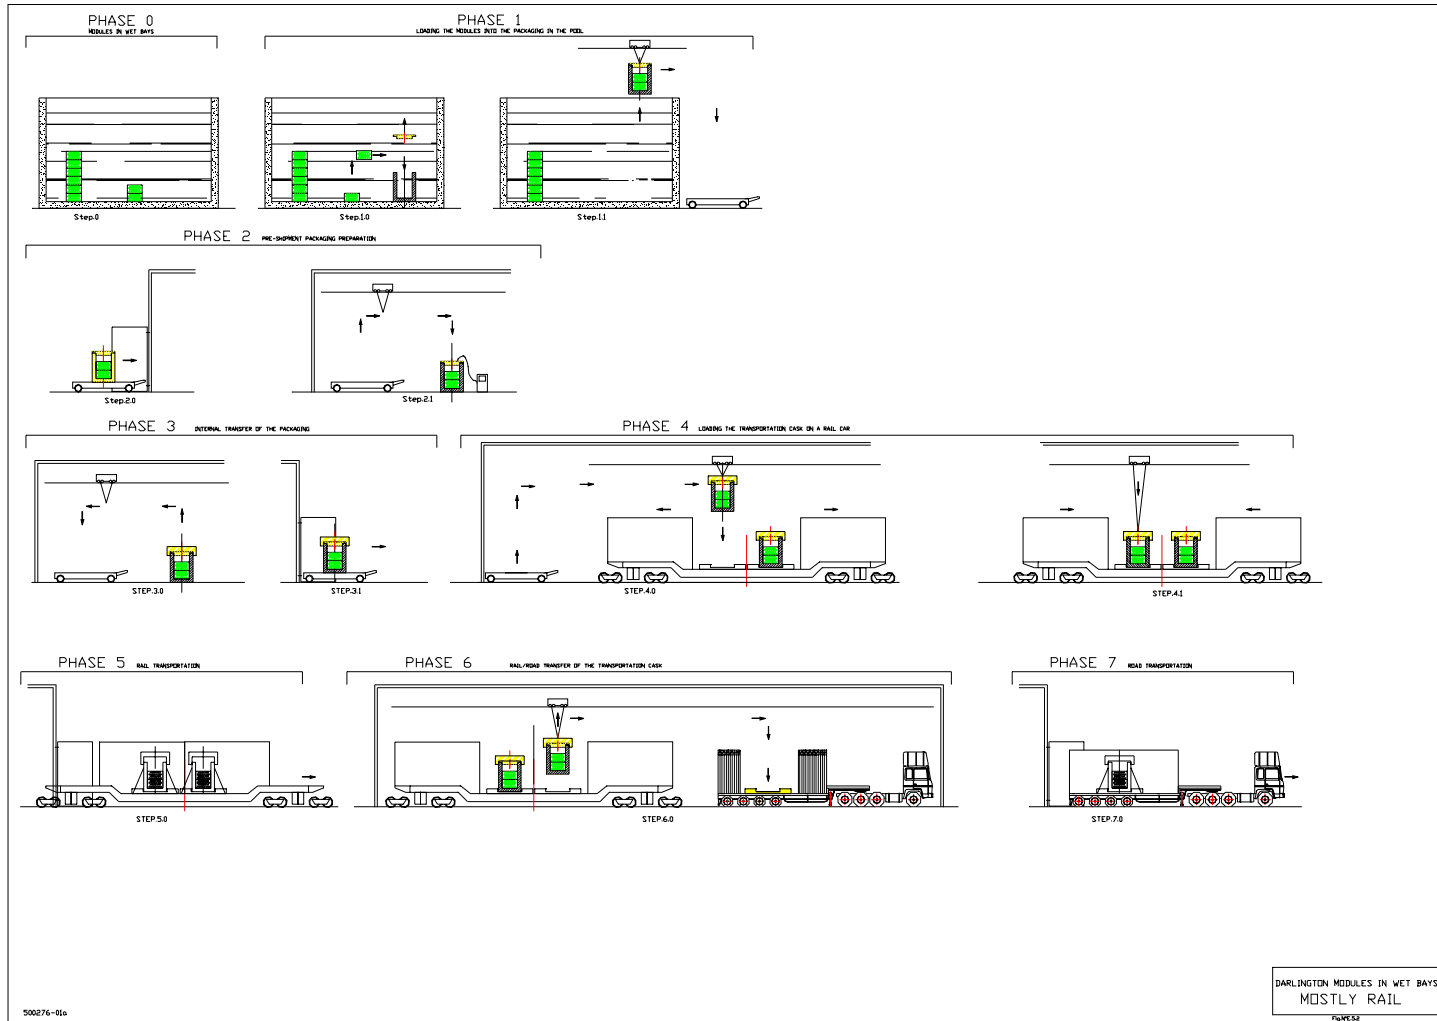 PHASE 0
MODULES IN WET BAYS
PHASE 1
LOADING THE MODULES INTO THE PACKAGING IN THE POOL
Step.0
Step.1.0
Step.1.1
PHASE 2 PRE-SHIPMENT PACKAGING PREPARATION
Step.2.0
Step.2.1
PHASE 3 INTERNAL TRANSFER OF THE PACKAGING
PHASE 4 LOADING THE TRANSPORTATION CASK ON A RAIL CAR
STEP.3.0
STEP.3.1
STEP.4.0
STEP.4.1
PHASE 5 RAIL TRANSPORTATION
PHASE 6 RAIL/ROAD TRANSFER OF THE TRANSPORTATION CASK
PHASE 7 ROAD TRANSPORTATION
STEP.5.0
STEP.6.0
STEP.7.0
DARLINGTON MODULES IN WET BAYS
MOSTLY RAIL
500276-01a